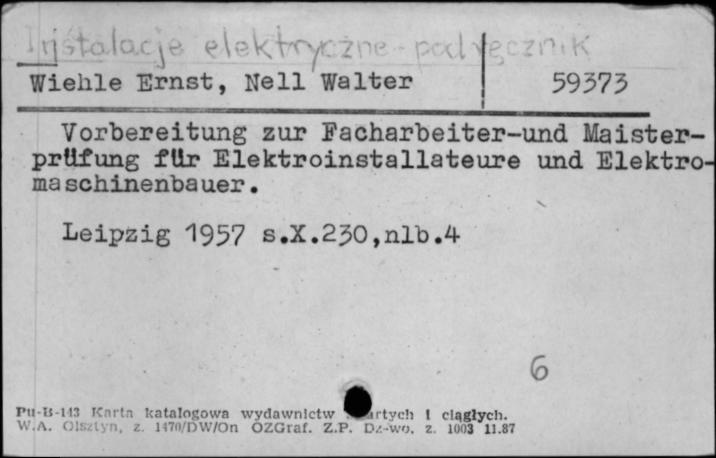 Instalacje elektryczne - podręcznik
Wiehle Ernst, Nell Walter 59373
Vorbereitung zur Facharbeiter-und Maister-
prüfung für Elektroinstallateure und Elektro-
maschinenbauer.
Leipzig 1957 s.X.230,nlb.4
6
Pu-B-143 Karta katalogowa wydawnictw zwartych i ciągłych.
W.A. Olsztyn, z. 1470/DW/On OZGraf. Z.P. Dz-wo, z. 1003 11.87